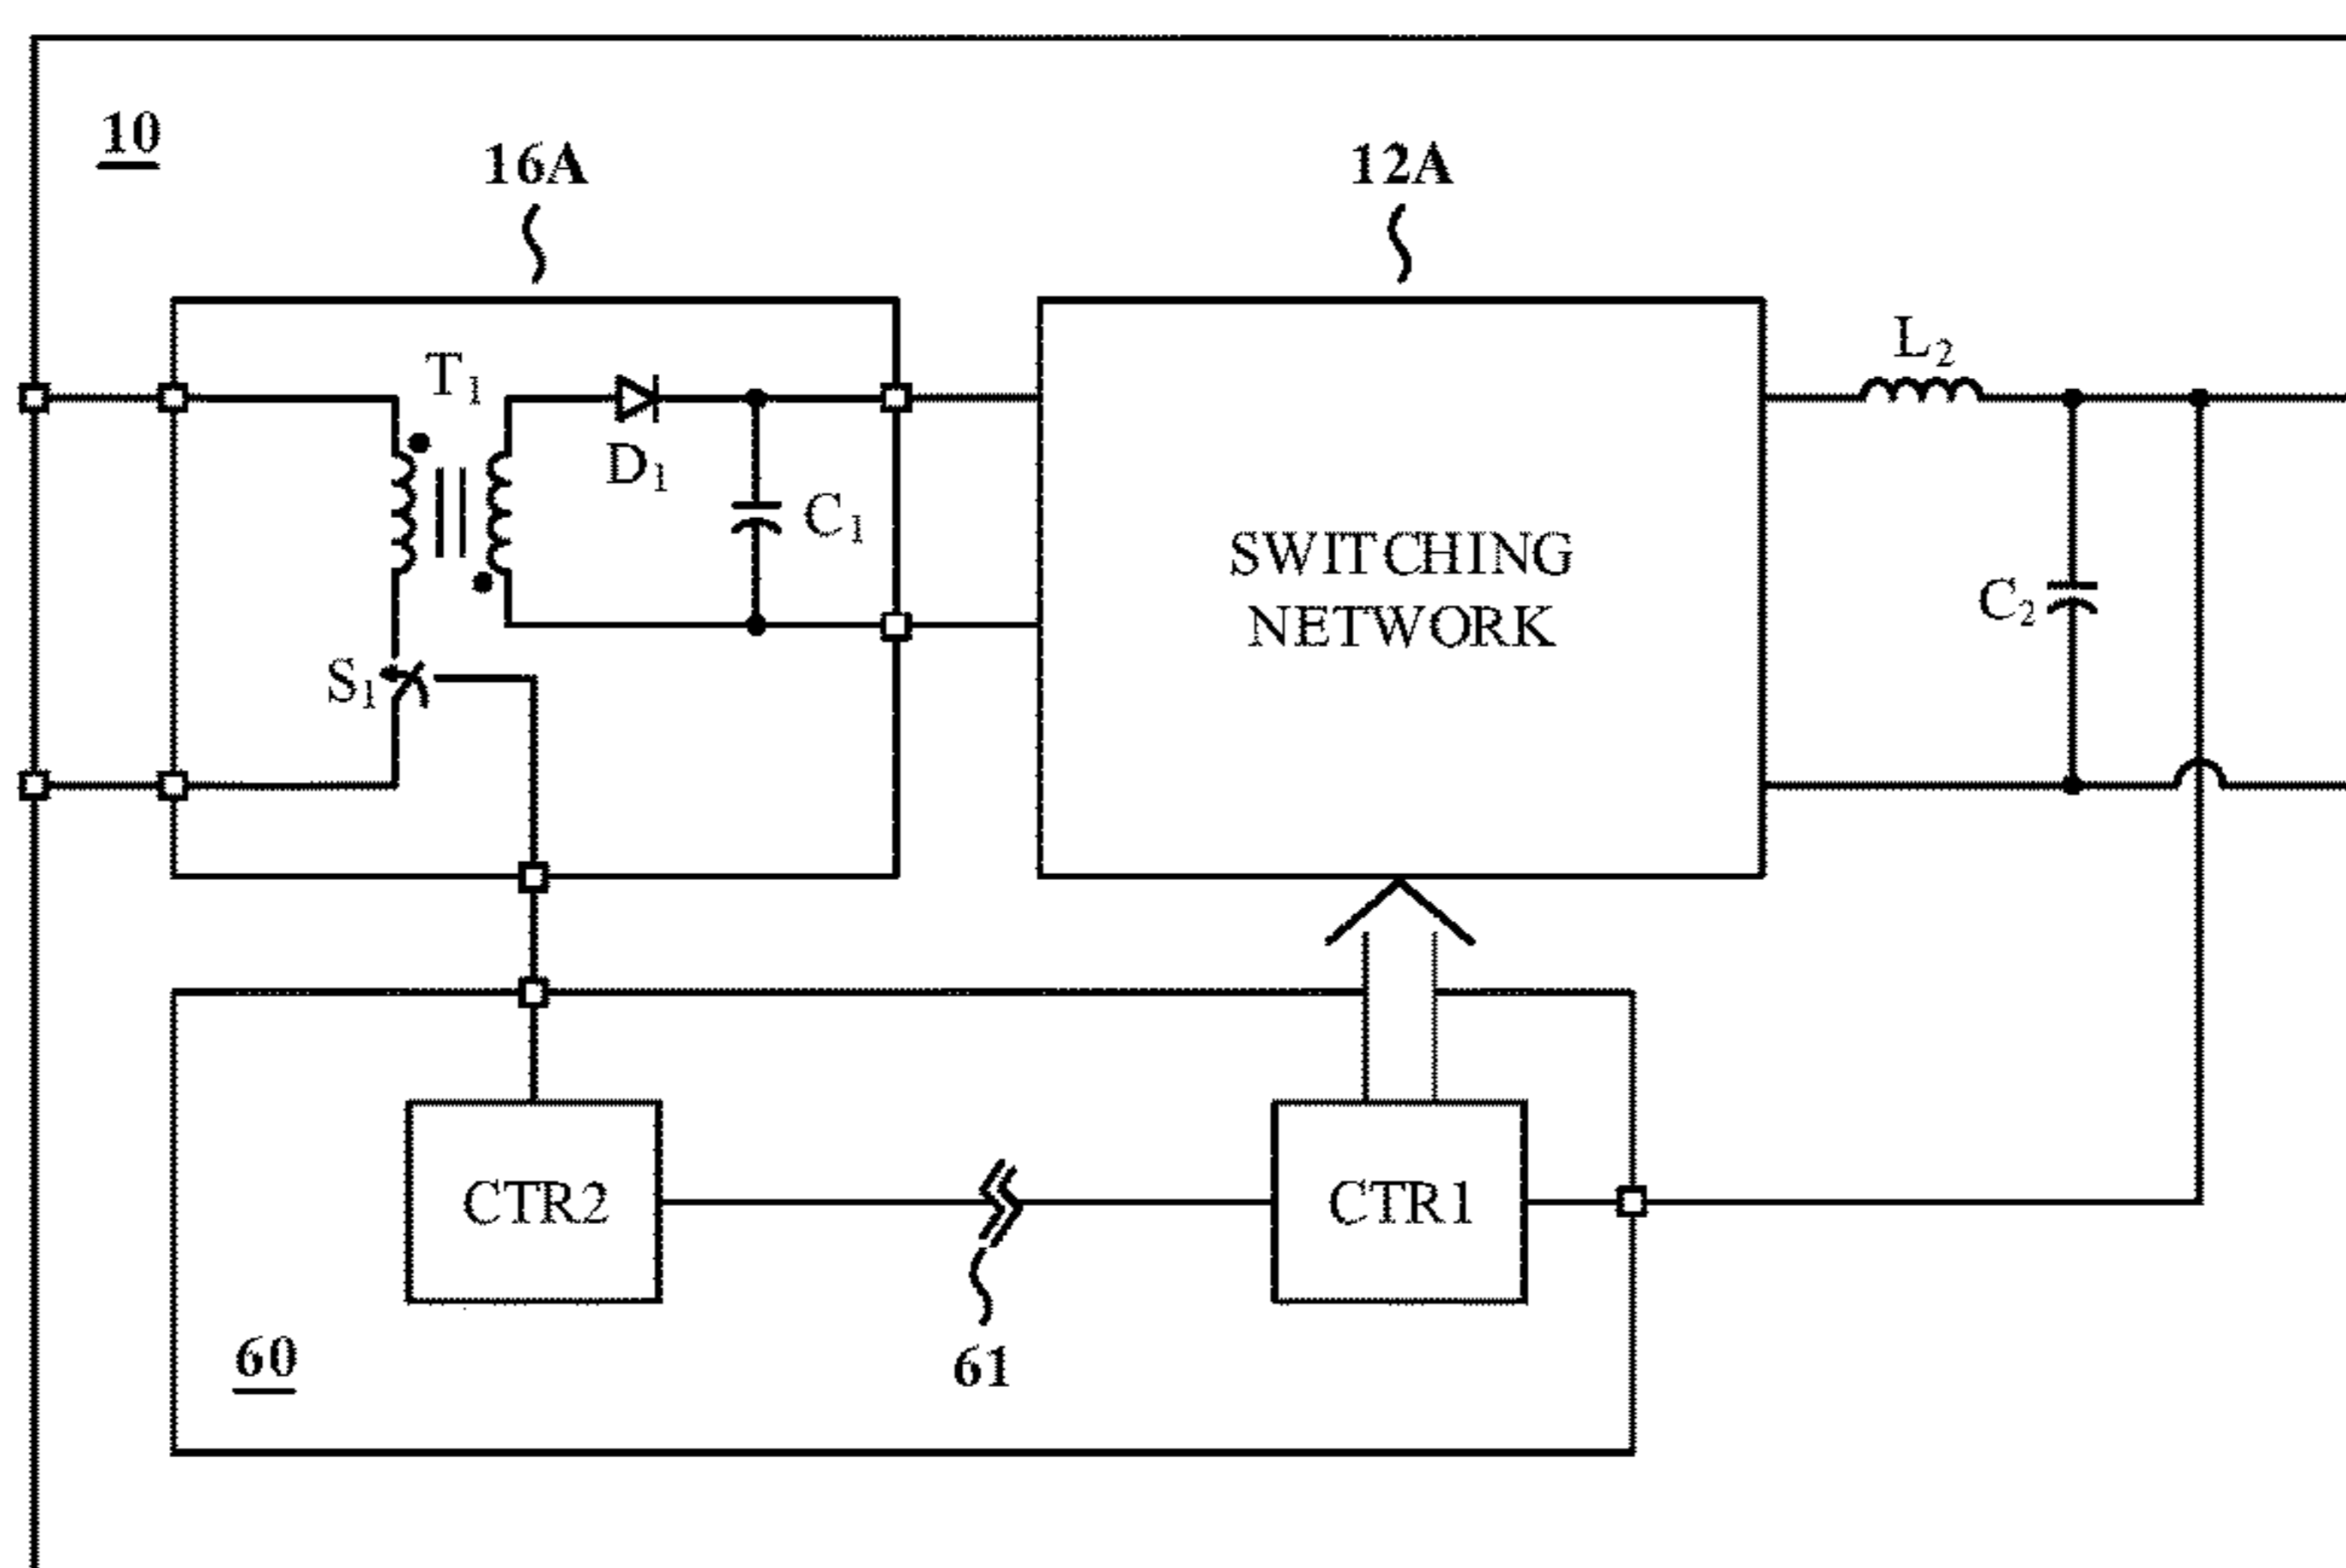 10
16A
12A
L2
T1
D1
C1
SWITCHING
NETWORK
C2
S1
CTR2
CTR1
60
61